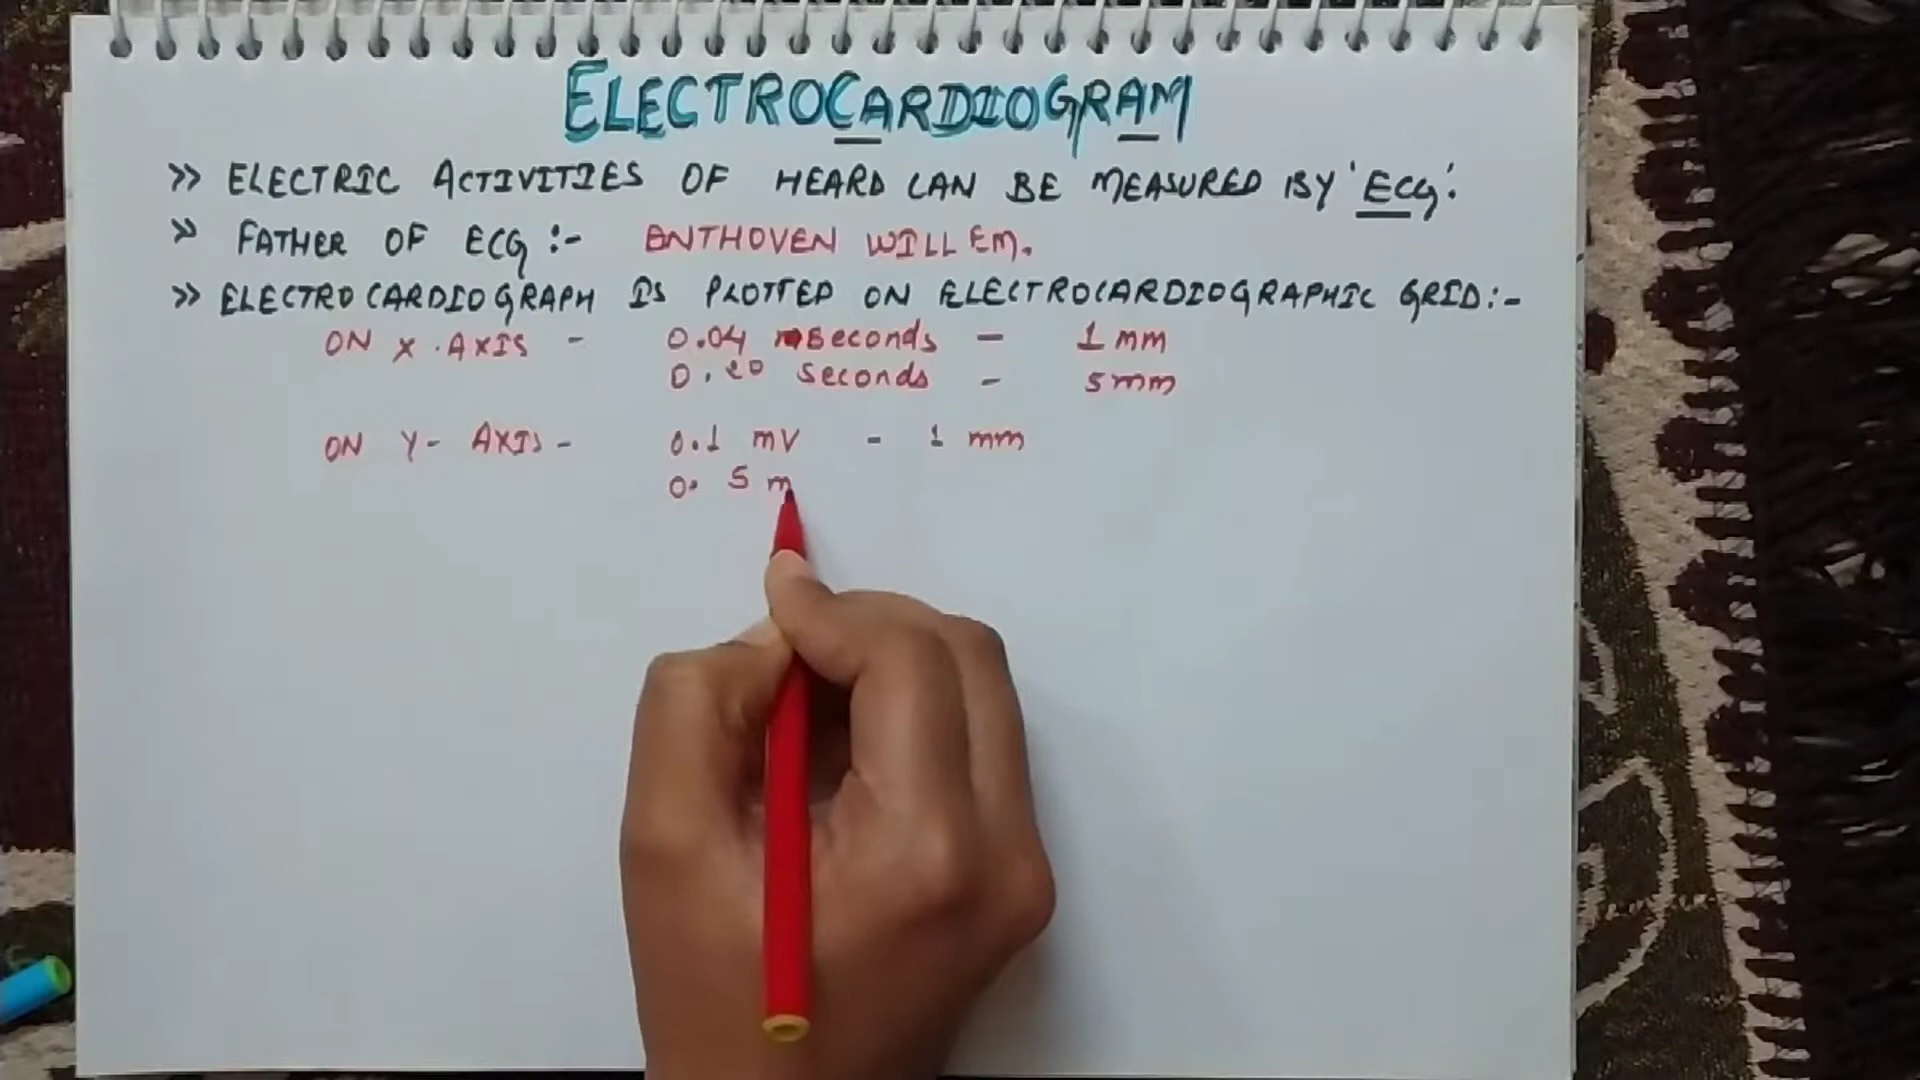 ELECTROCARDIOGRAM
>> ELECTRIC ACTIVITIES OF HEARD CAN BE MEASURED BY 'ECG'.
>> FATHER OF ECG :- ENTHOVEN WILLEM.
>> ELECTROCARDIOGRAPH IS PLOTTED ON ELECTROCARDIOGRAPHIC GRID:-
ON X-AXIS - 0.04 seconds - 1 mm
0.20 seconds - 5mm
ON Y- AXIS - 0.1 mV - 1 mm
0.5 m